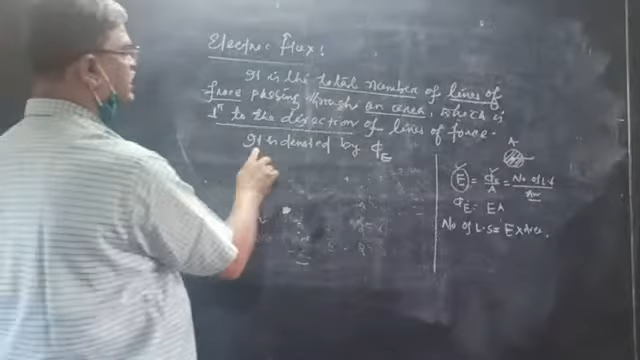 Electric Flux:
It is the total number of lines of
force passing through an area, which is
⊥r to the direction of lines of force.
It is denoted by ϕE
A
E = ϕE/A = No of L.S/Area
ϕE = EA
No of L.S = E x Area.